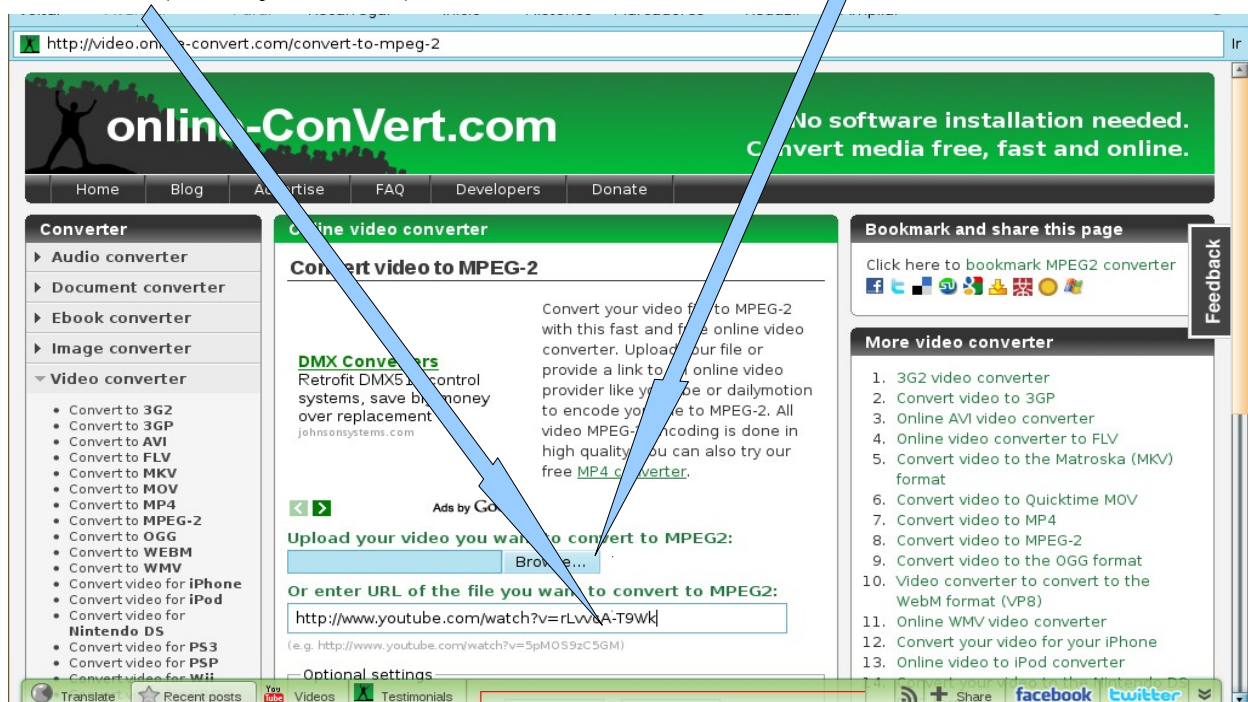 http://video.online-convert.com/convert-to-mpeg-2
Ir
online-ConVert.com
No software installation needed.
Convert media free, fast and online.
Home
Blog
Advertise
FAQ
Developers
Donate
Converter
Audio converter
Document converter
Ebook converter
Image converter
Video converter
Convert to 3G2
Convert to 3GP
Convert to AVI
Convert to FLV
Convert to MKV
Convert to MOV
Convert to MP4
Convert to MPEG-2
Convert to OGG
Convert to WEBM
Convert to WMV
Convert video for iPhone
Convert video for iPod
Convert video for
Nintendo DS
Convert video for PS3
Convert video for PSP
Convert video for Wii
Online video converter
Convert video to MPEG-2
DMX Converters
Retrofit DMX512 control
systems, save big money
over replacement
johnsonsystems.com
Ads by
Convert your video file to MPEG-2
with this fast and free online video
converter. Upload your file or
provide a link to an online video
provider like youtube or dailymotion
to encode your file to MPEG-2. All
video MPEG-2 encoding is done in
high quality. You can also try our
free MP4 converter.
Upload your video you want to convert to MPEG2:
Browse...
Or enter URL of the file you want to convert to MPEG2:
http://www.youtube.com/watch?v=rLvvcA-T9Wk
(e.g. http://www.youtube.com/watch?v=5pMOS9zC5GM)
Optional settings
Bookmark and share this page
Click here to bookmark MPEG2 converter
Feedback
More video converter
1. 3G2 video converter
2. Convert video to 3GP
3. Online AVI video converter
4. Online video converter to FLV
5. Convert video to the Matroska (MKV)
format
6. Convert video to Quicktime MOV
7. Convert video to MP4
8. Convert video to MPEG-2
9. Convert video to the OGG format
10. Video converter to convert to the
WebM format (VP8)
11. Online WMV video converter
12. Convert your video for your iPhone
13. Online video to iPod converter
14. Convert your video to the Nintendo DS
Translate
Recent posts
You Tube
Videos
Testimonials
Share
facebook
twitter